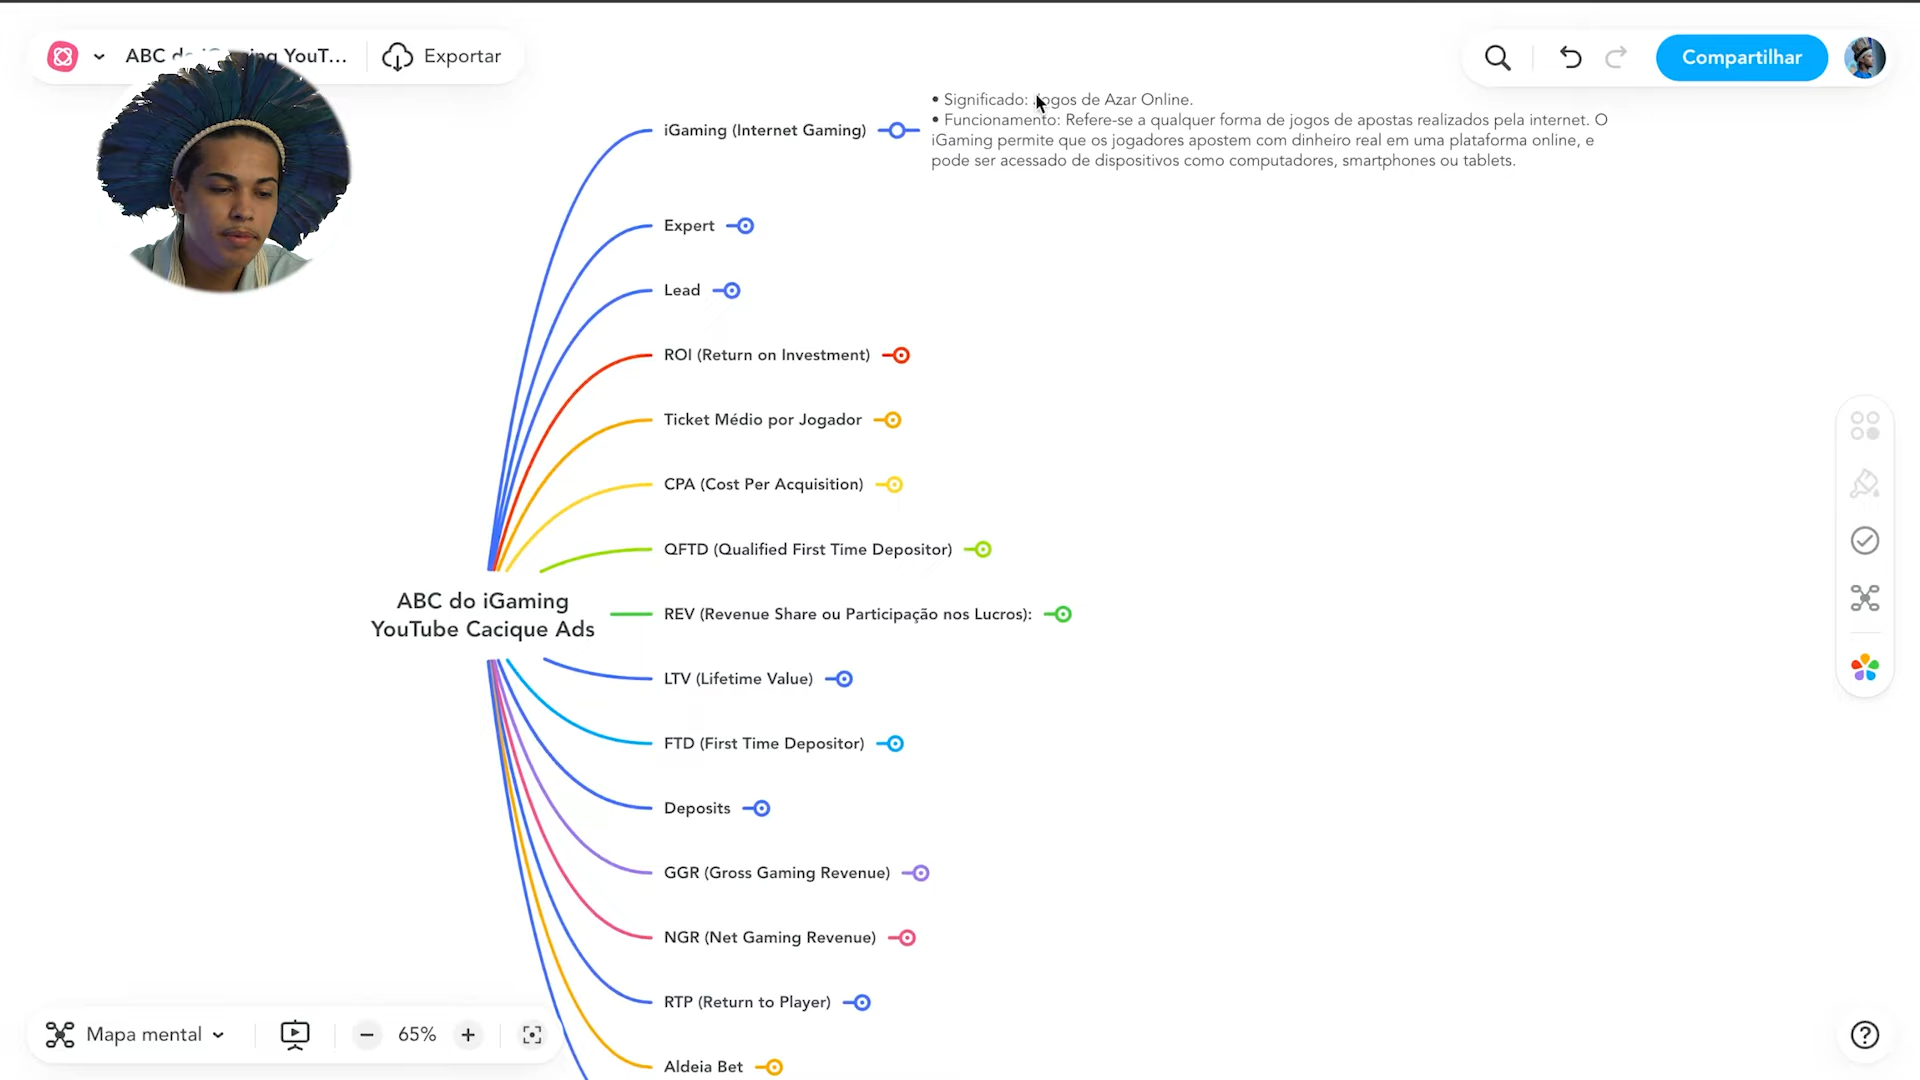 ABC do iGaming YouT...
Exportar
Compartilhar
• Significado: Jogos de Azar Online.
• Funcionamento: Refere-se a qualquer forma de jogos de apostas realizados pela internet. O
iGaming permite que os jogadores apostem com dinheiro real em uma plataforma online, e
pode ser acessado de dispositivos como computadores, smartphones ou tablets.
iGaming (Internet Gaming)
Expert
Lead
ROI (Return on Investment)
Ticket Médio por Jogador
CPA (Cost Per Acquisition)
QFTD (Qualified First Time Depositor)
ABC do iGaming
YouTube Cacique Ads
REV (Revenue Share ou Participação nos Lucros):
LTV (Lifetime Value)
FTD (First Time Depositor)
Deposits
GGR (Gross Gaming Revenue)
NGR (Net Gaming Revenue)
RTP (Return to Player)
Aldeia Bet
Mapa mental
65%